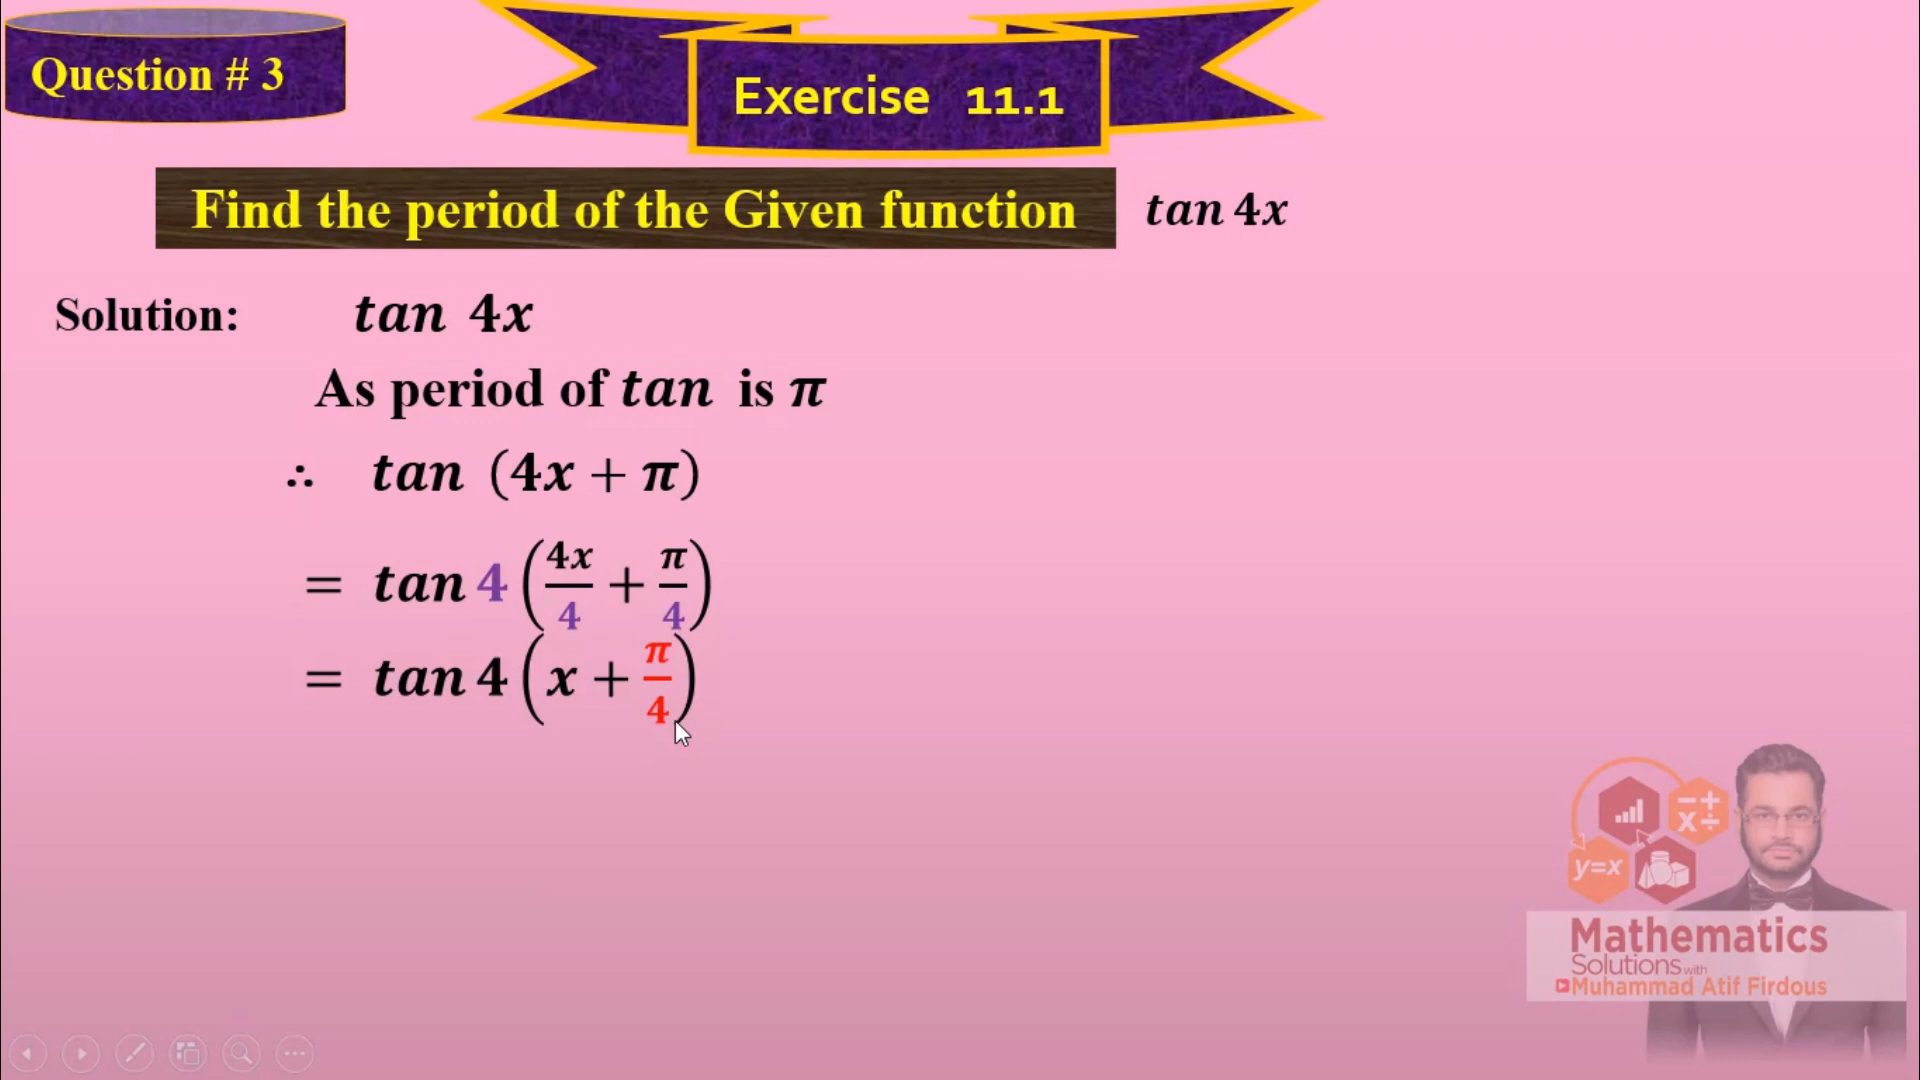 Question # 3
Exercise 11.1
Find the period of the Given function tan 4x
Solution: tan 4x
As period of tan is π
∴ tan (4x + π)
= tan 4 (4x/4 + π/4)
= tan 4 (x + π/4)
y=x
Mathematics
Solutions with
Muhammad Atif Firdous